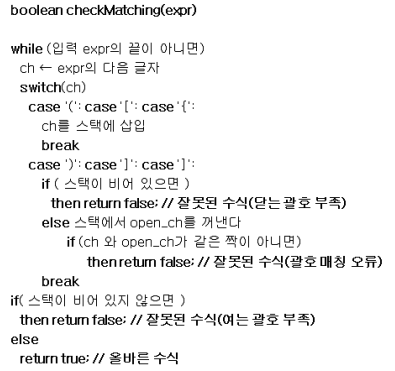 boolean checkMatching(expr)
while (입력 expr의 끝이 아니면)
ch ← expr의 다음 글자
switch(ch)
case '(': case '[': case '{':
ch를 스택에 삽입
break
case ')': case ']': case ']':
if ( 스택이 비어 있으면 )
then return false; // 잘못된 수식(닫는 괄호 부족)
else 스택에서 open_ch를 꺼낸다
if (ch 와 open_ch가 같은 짝이 아니면)
then return false; // 잘못된 수식(괄호 매칭 오류)
break
if( 스택이 비어 있지 않으면 )
then return false; // 잘못된 수식(여는 괄호 부족)
else
return true; // 올바른 수식